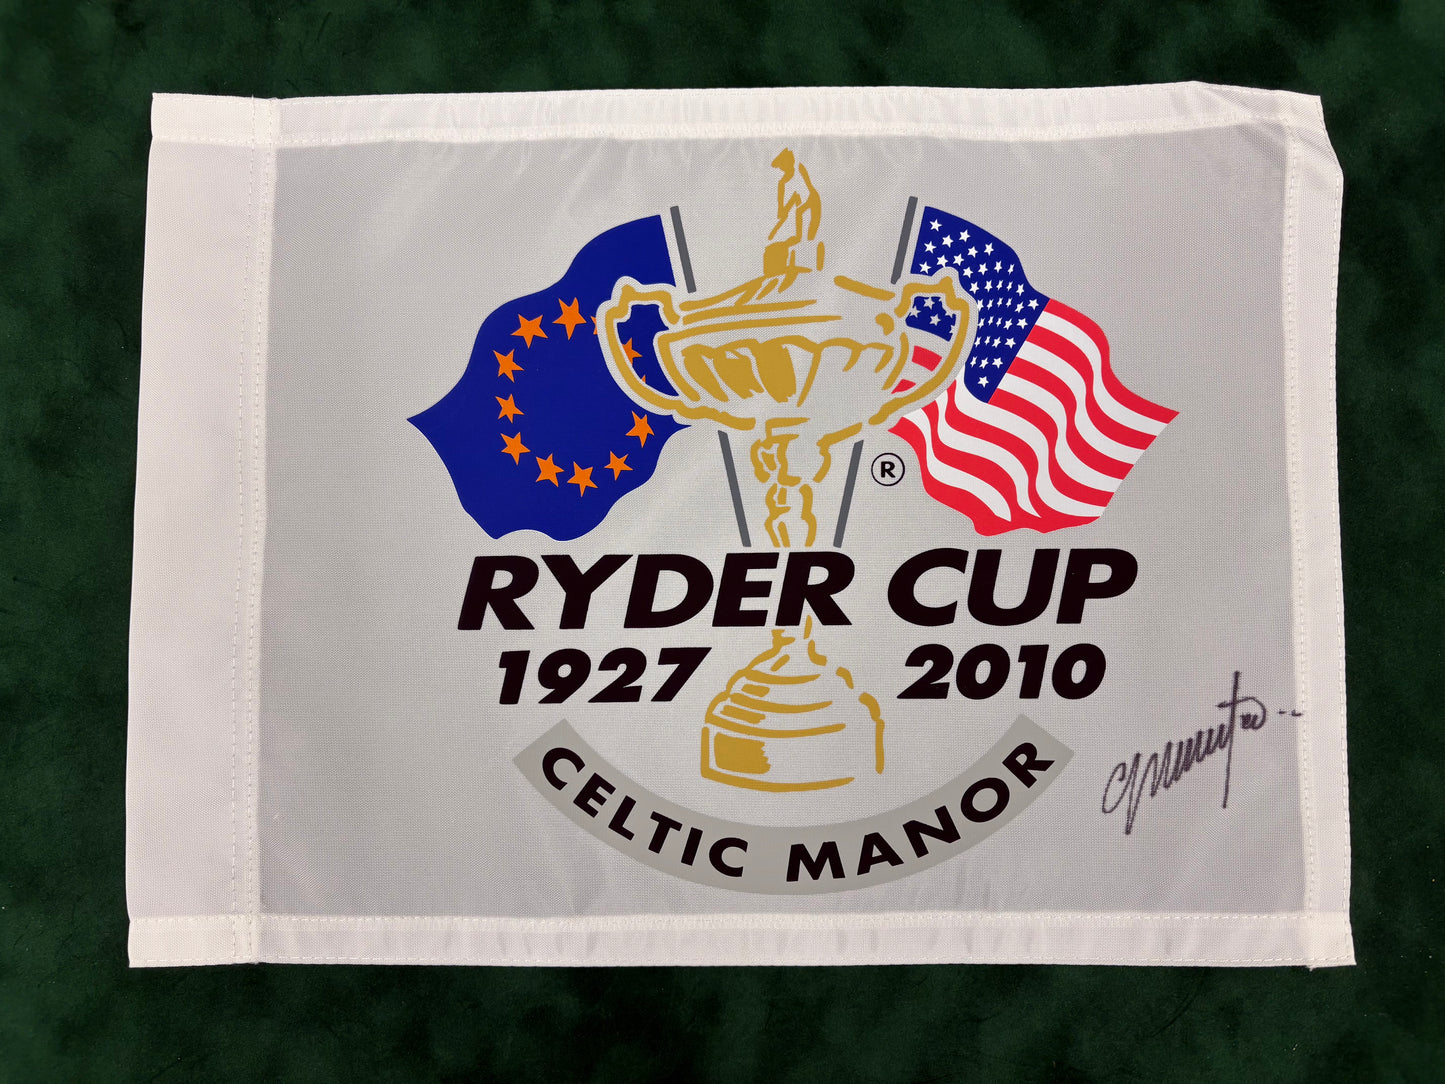 ®
RYDER CUP
1927 2010
CELTIC MANOR